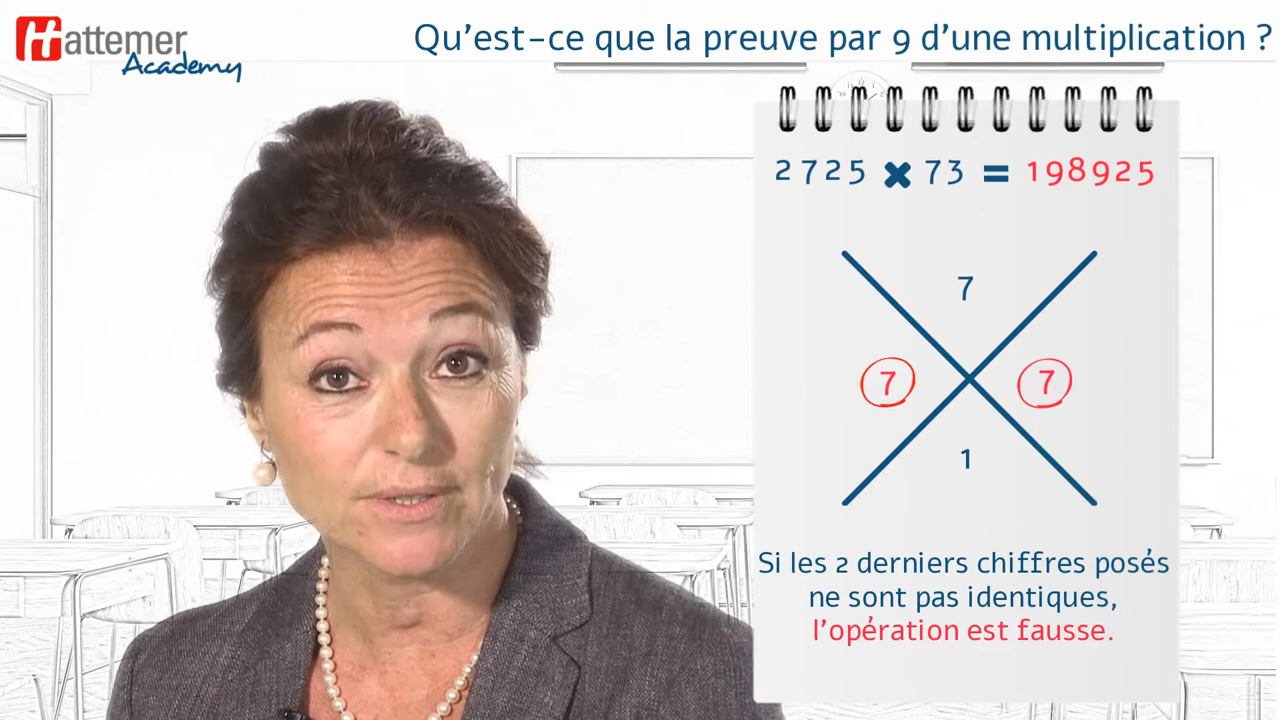 Hattemer
Academy
Qu'est-ce que la preuve par 9 d'une multiplication ?
2725 × 73 = 198925
7
7 7
1
Si les 2 derniers chiffres posés
ne sont pas identiques,
l'opération est fausse.